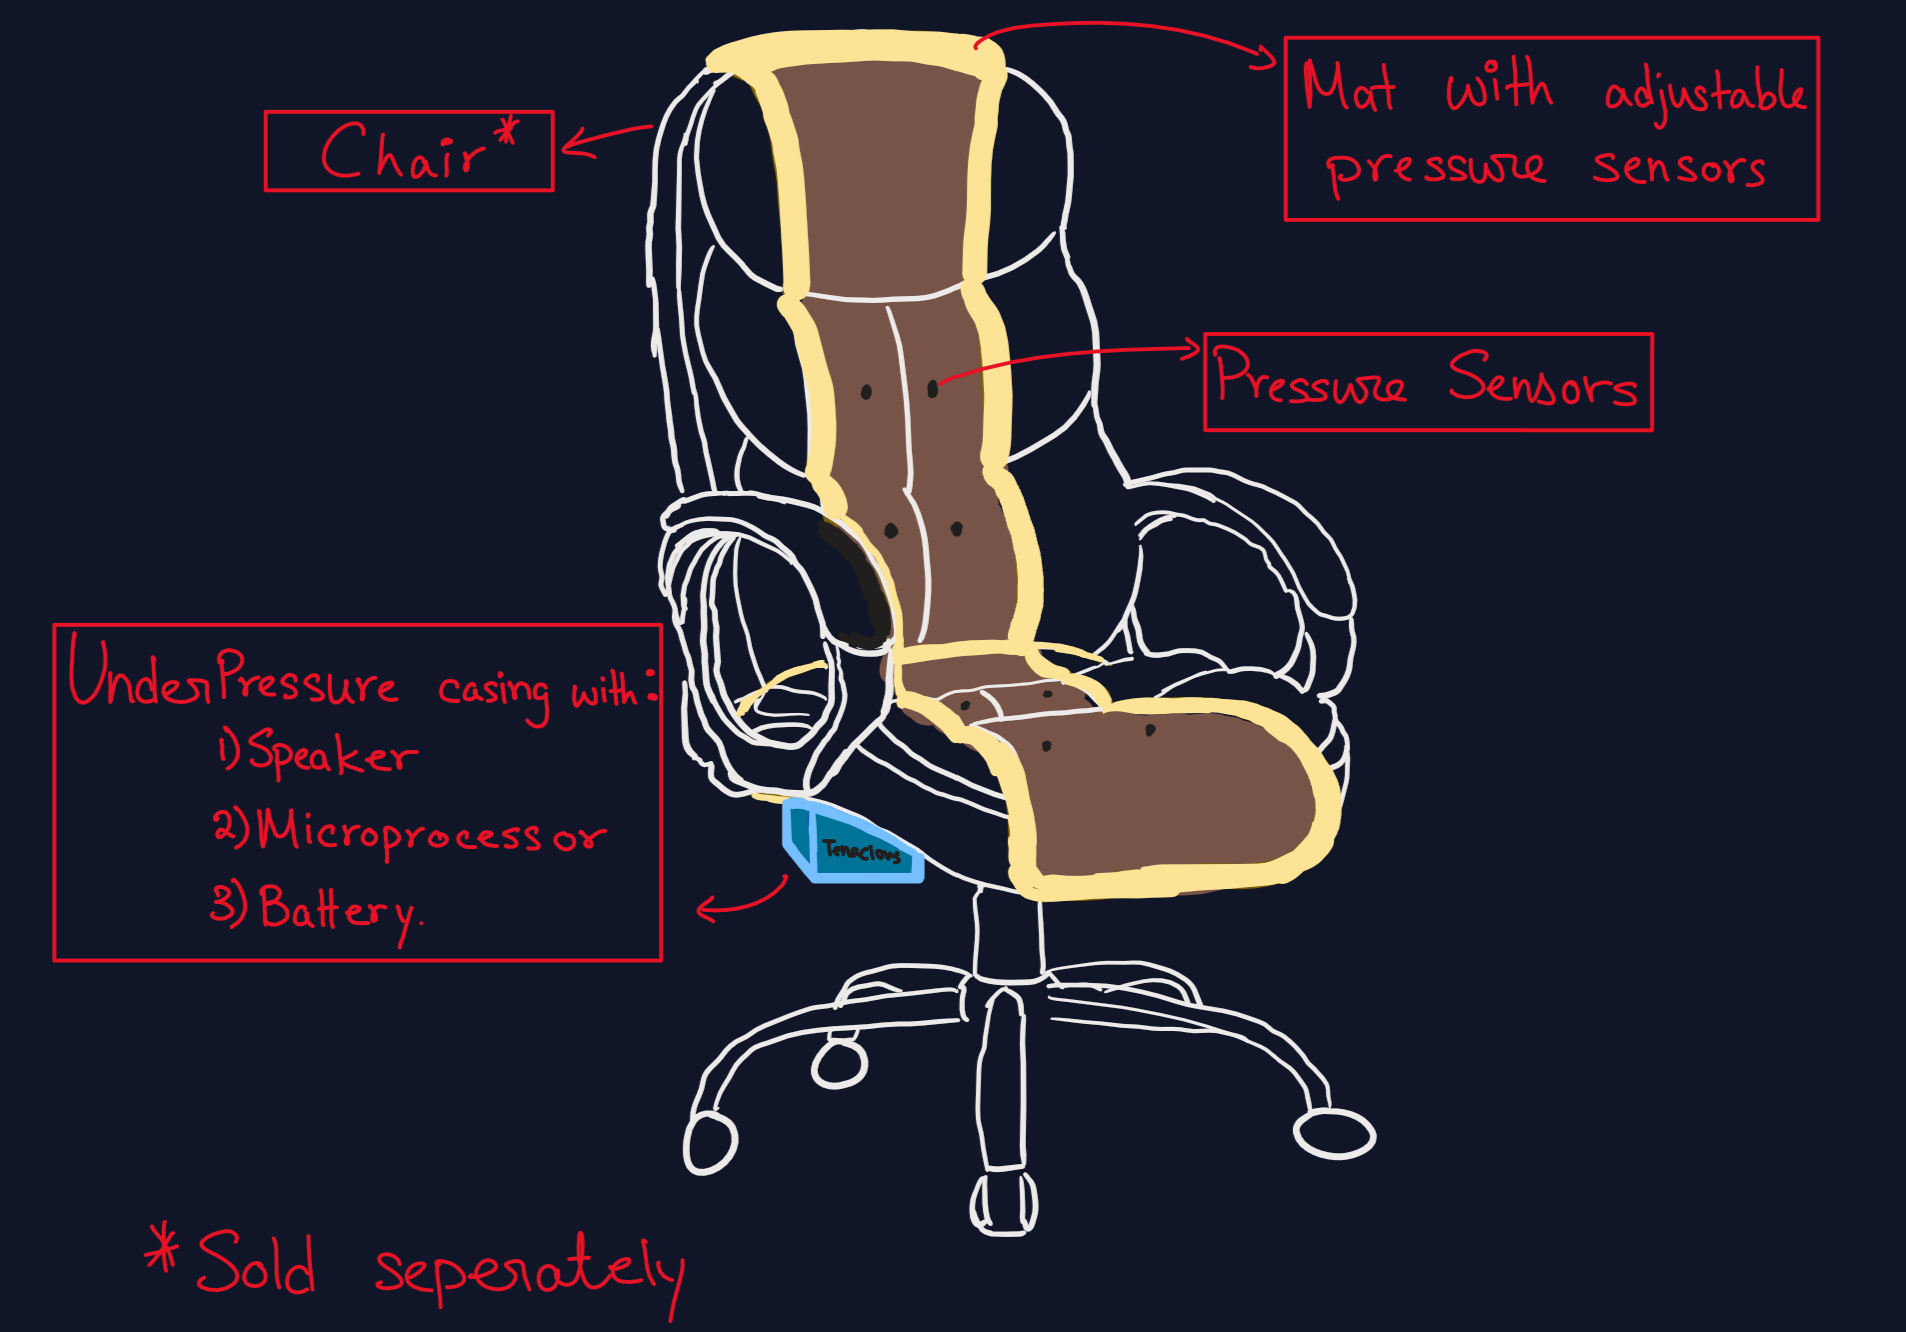 Mat with adjustable
pressure sensors
Chair*
Pressure Sensors
UnderPressure casing with:
1) Speaker
2) Microprocessor
3) Battery.
Tenacious
*Sold seperately